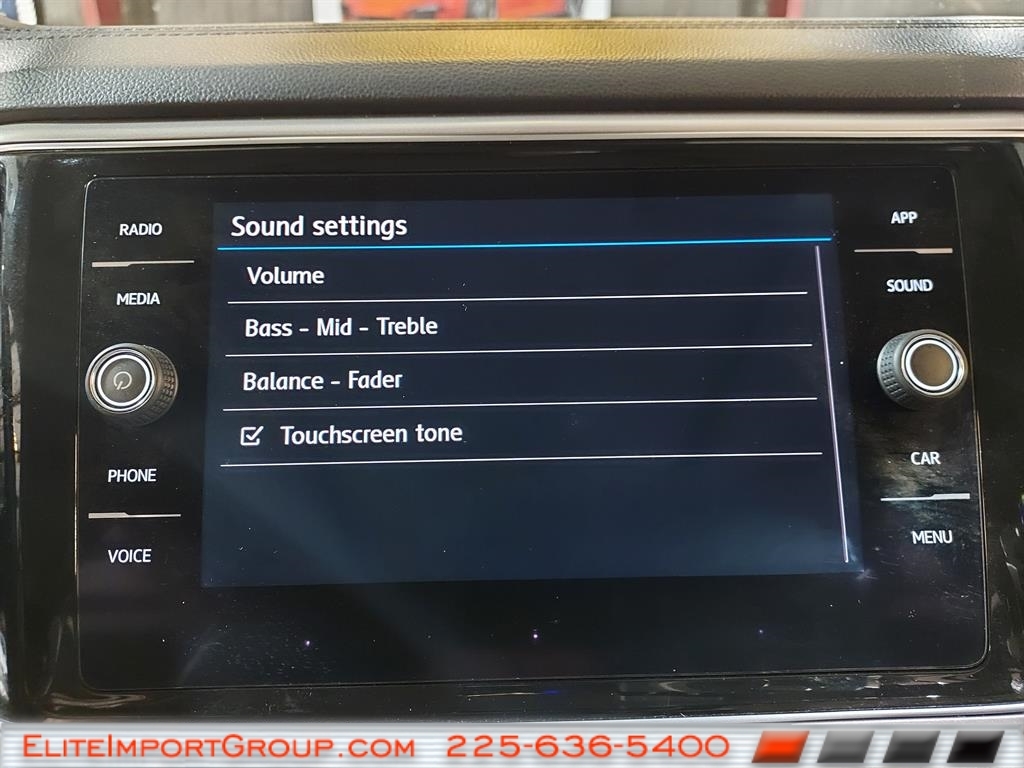 RADIO
MEDIA
PHONE
VOICE
Sound settings
Volume
Bass - Mid - Treble
Balance - Fader
Touchscreen tone
APP
SOUND
CAR
MENU
EliteImportGroup.com 225-636-5400